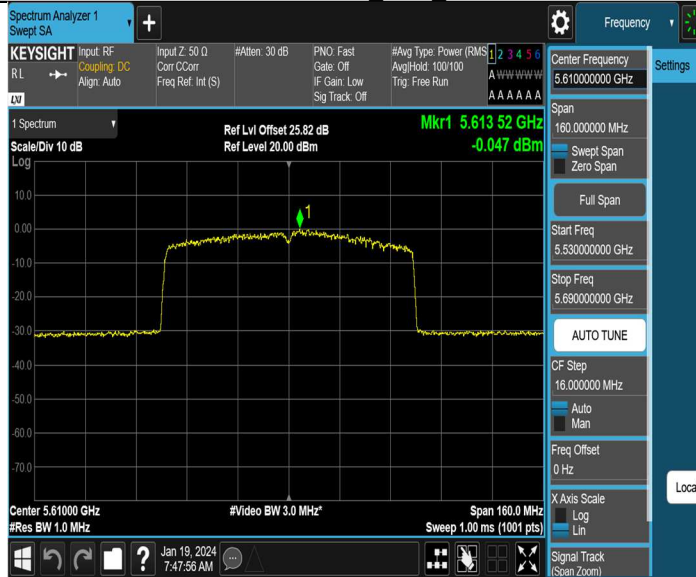 Spectrum Analyzer 1
Swept SA
+
Frequency
KEYSIGHT
RL
LXI
Input: RF
Coupling: DC
Align: Auto
Input Z: 50 Ω
Corr CCorr
Freq Ref: Int (S)
#Atten: 30 dB
PNO: Fast
Gate: Off
IF Gain: Low
Sig Track: Off
#Avg Type: Power (RMS
Avg|Hold: 100/100
Trig: Free Run
1 2 3 4 5 6
A W W W W W
A A A A A A
1 Spectrum
Scale/Div 10 dB
Log
Ref Lvl Offset 25.82 dB
Ref Level 20.00 dBm
Mkr1 5.613 52 GHz
-0.047 dBm
1
10.0
0.00
-10.0
-20.0
-30.0
-40.0
-50.0
-60.0
-70.0
Center 5.61000 GHz
#Res BW 1.0 MHz
#Video BW 3.0 MHz*
Span 160.0 MHz
Sweep 1.00 ms (1001 pts)
Center Frequency
5.610000000 GHz
Settings
Span
160.000000 MHz
Swept Span
Zero Span
Full Span
Start Freq
5.530000000 GHz
Stop Freq
5.690000000 GHz
AUTO TUNE
CF Step
16.000000 MHz
Auto
Man
Freq Offset
0 Hz
X Axis Scale
Log
Lin
Loca
Signal Track
(Span Zoom)
?
Jan 19, 2024
7:47:56 AM